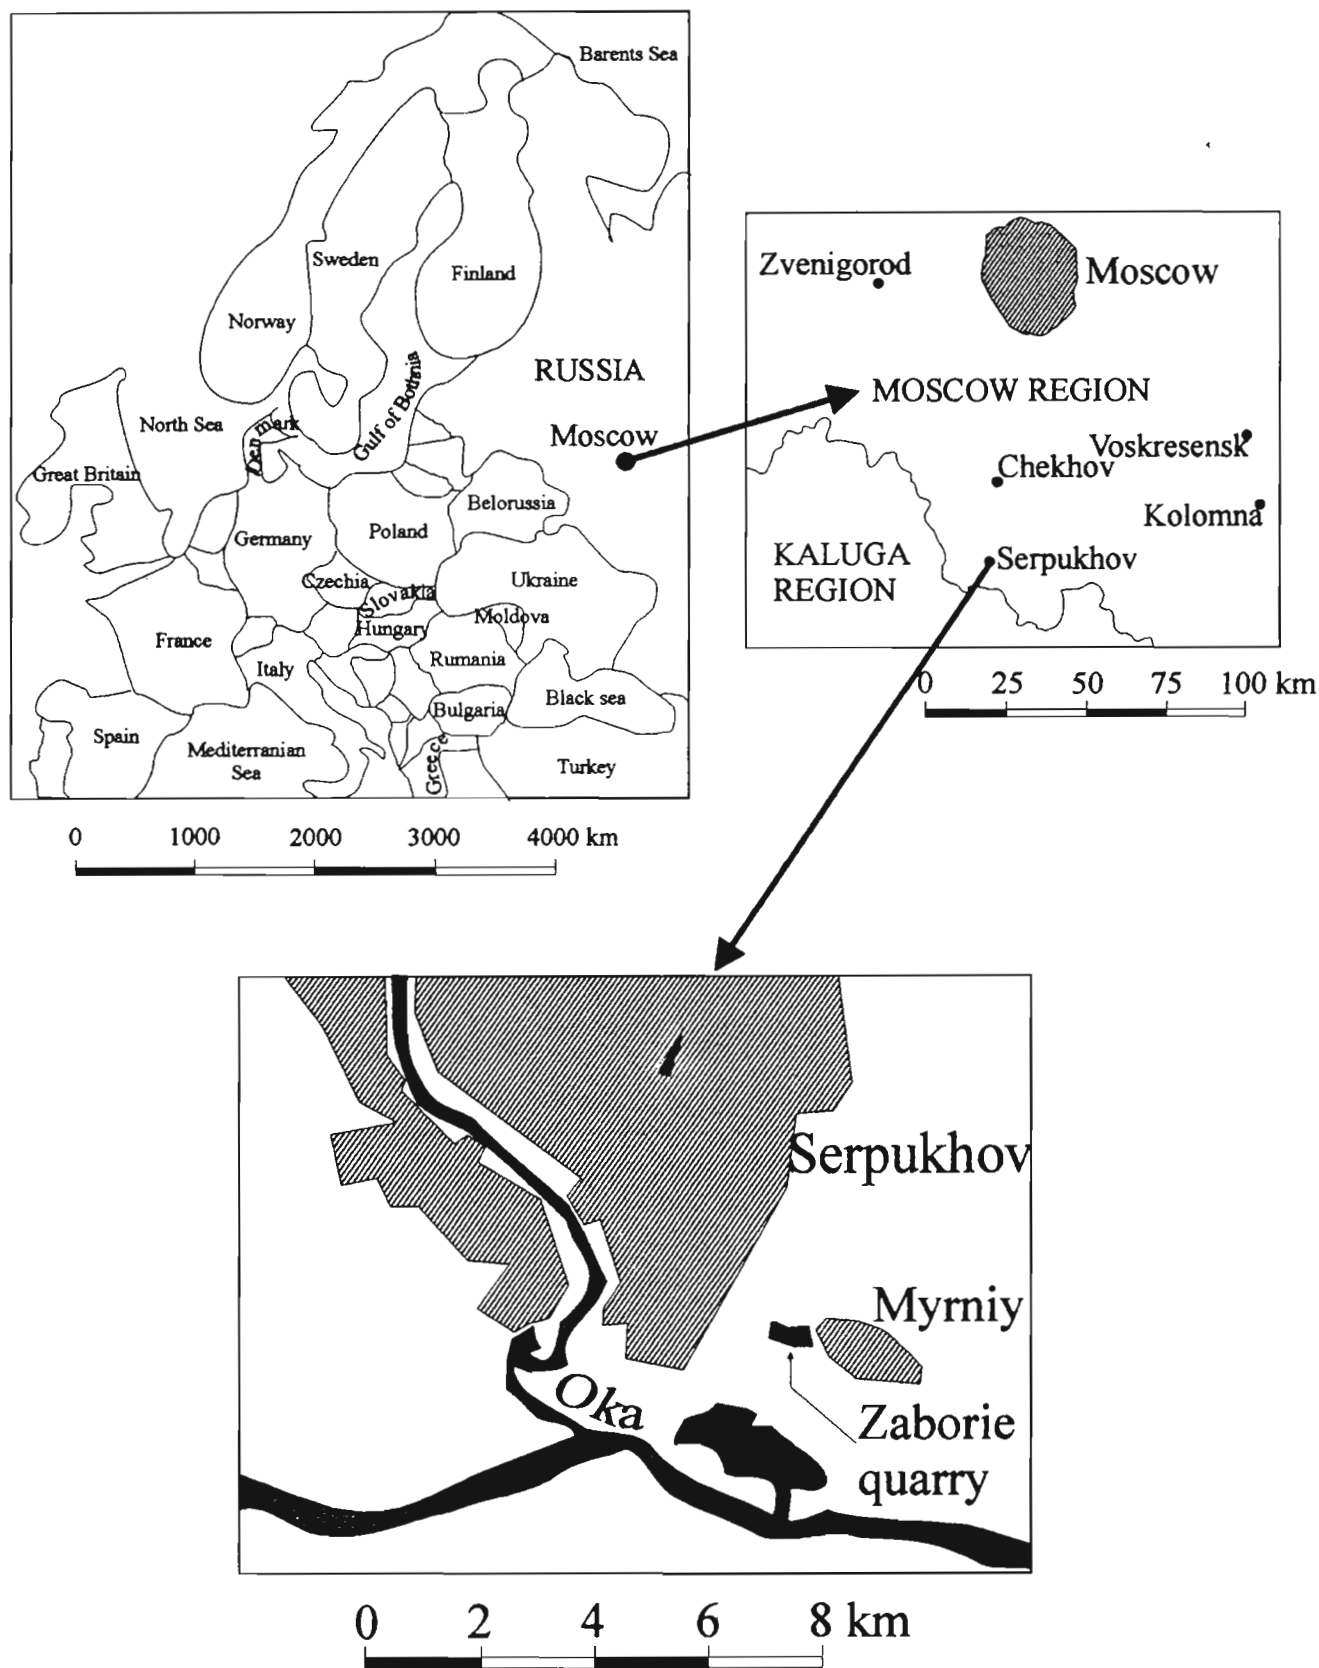 Barents Sea
Sweden
Finland
Norway
RUSSIA
North Sea
Denmark
Gulf of Bothnia
Moscow
Great Britain
Belorussia
Germany
Poland
Czechia
Slovakia
Ukraine
Hungary
Moldova
France
Italy
Rumania
Black sea
Bulgaria
Spain
Mediterranian
Sea
Greece
Turkey
0 1000 2000 3000 4000 km
Zvenigorod
Moscow
MOSCOW REGION
Voskresensk
Chekhov
Kolomna
KALUGA
REGION
Serpukhov
0 25 50 75 100 km
Serpukhov
Myrniy
Oka
Zaborie
quarry
0 2 4 6 8 km